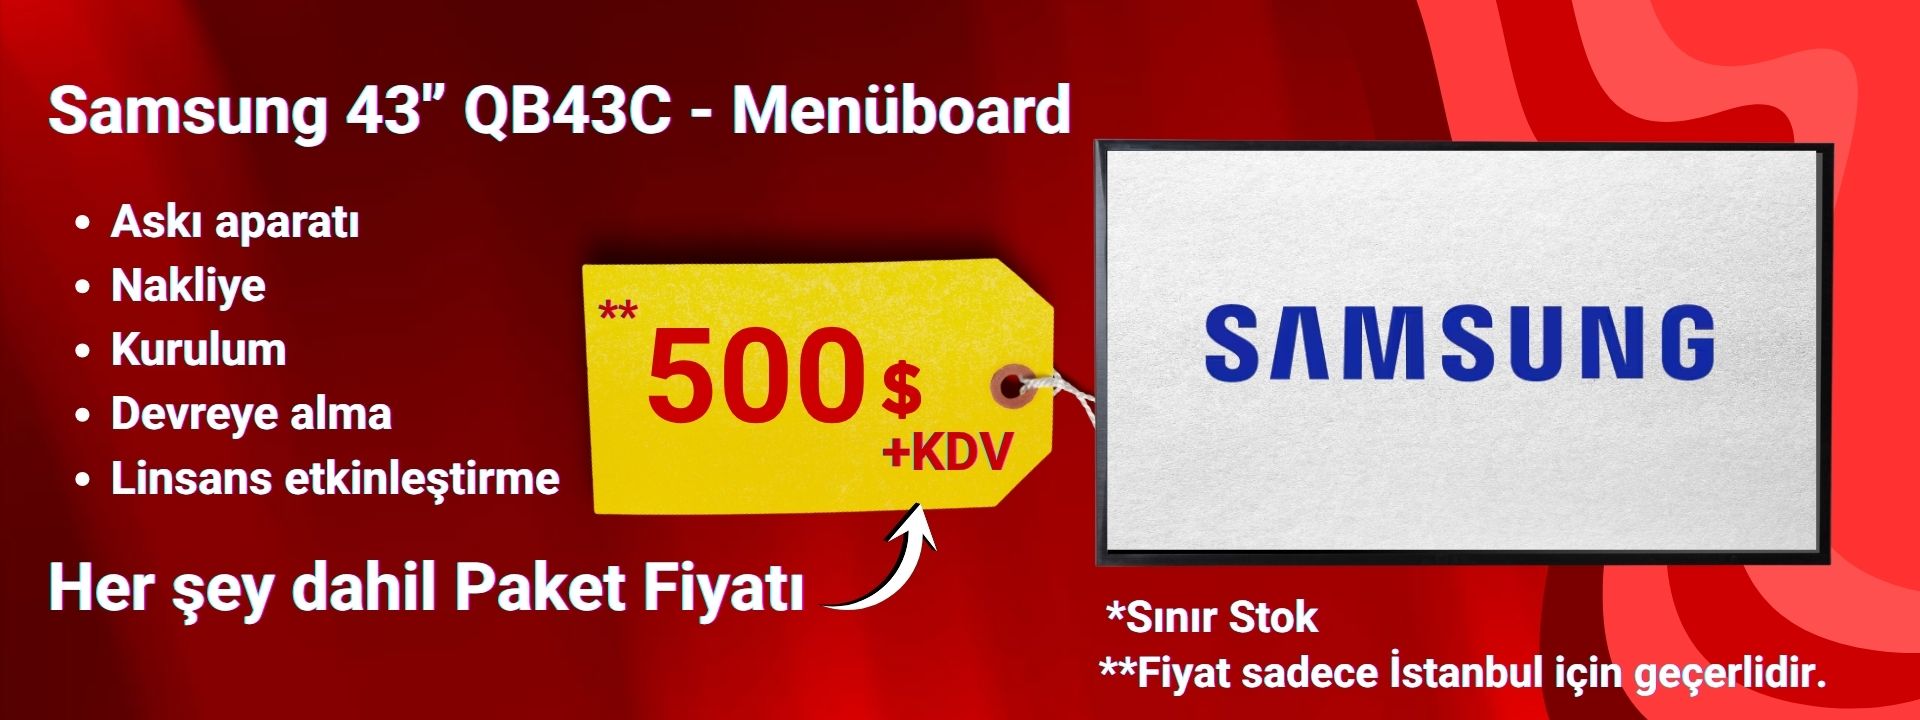 Samsung 43" QB43C - Menüboard
• Askı aparatı
• Nakliye
• Kurulum
• Devreye alma
• Linsans etkinleştirme
**500 $
+KDV
Her şey dahil Paket Fiyatı
SAMSUNG
*Sınır Stok
**Fiyat sadece İstanbul için geçerlidir.